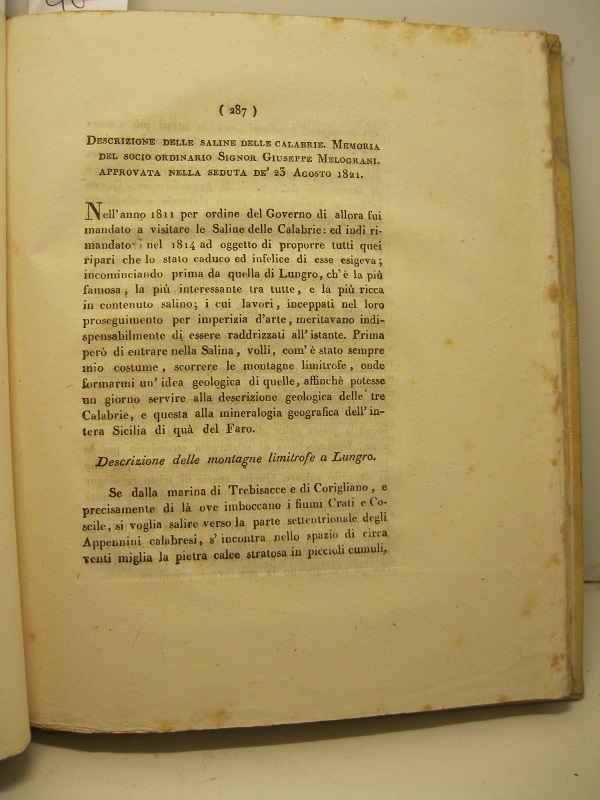 ( 287 )
Descrizione delle saline delle calabrie. Memoria
del socio ordinario Signor Giuseppe Melograni.
approvata nella seduta de' 23 Agosto 1821.
Nell'anno 1811 per ordine del Governo di allora fui
mandato a visitare le Saline delle Calabrie: ed indi ri-
mandato nel 1814 ad oggetto di proporre tutti quei
ripari che lo stato caduco ed infelice di esse esigeva;
incominciando prima da quella di Lungro, ch'è la più
famosa, la più interessante tra tutte, e la più ricca
in contenuto salino; i cui lavori, inceppati nel loro
proseguimento per imperizia d'arte, meritavano indi-
spensabilmente di essere raddrizzati all'istante. Prima
però di entrare nella Salina, volli, com'è stato sempre
mio costume, scorrere le montagne limitrofe, onde
formarmi un'idea geologica di quelle, affinchè potesse
un giorno servire alla descrizione geologica delle tre
Calabrie, e questa alla mineralogia geografica dell'in-
tera Sicilia di quà del Faro.
Descrizione delle montagne limitrofe a Lungro.
Se dalla marina di Trebisacce e di Corigliano, e
precisamente di là ove imboccano i fiumi Crati e Co-
scile, si voglia salire verso la parte settentrionale degli
Appennini calabresi, s'incontra nello spazio di circa
venti miglia la pietra calce stratosa in piccioli cumuli,